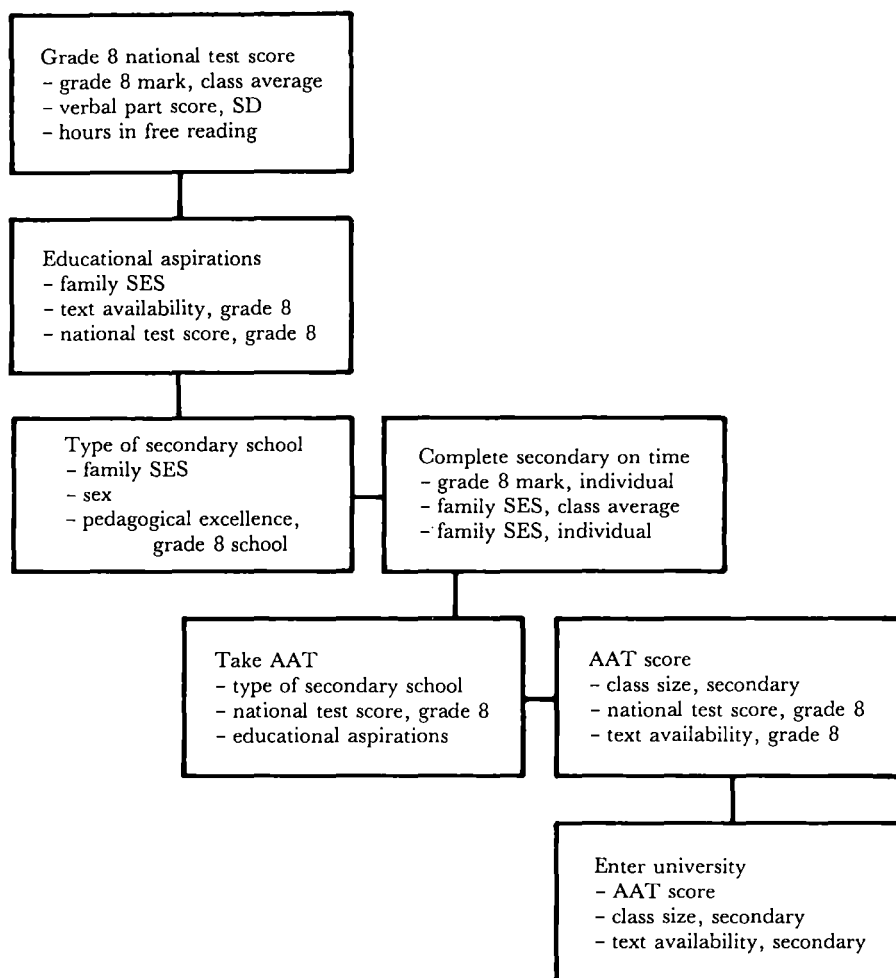 Grade 8 national test score
– grade 8 mark, class average
– verbal part score, SD
– hours in free reading
Educational aspirations
– family SES
– text availability, grade 8
– national test score, grade 8
Type of secondary school
– family SES
– sex
– pedagogical excellence,
grade 8 school
Complete secondary on time
– grade 8 mark, individual
– family SES, class average
– family SES, individual
Take AAT
– type of secondary school
– national test score, grade 8
– educational aspirations
AAT score
– class size, secondary
– national test score, grade 8
– text availability, grade 8
Enter university
– AAT score
– class size, secondary
– text availability, secondary